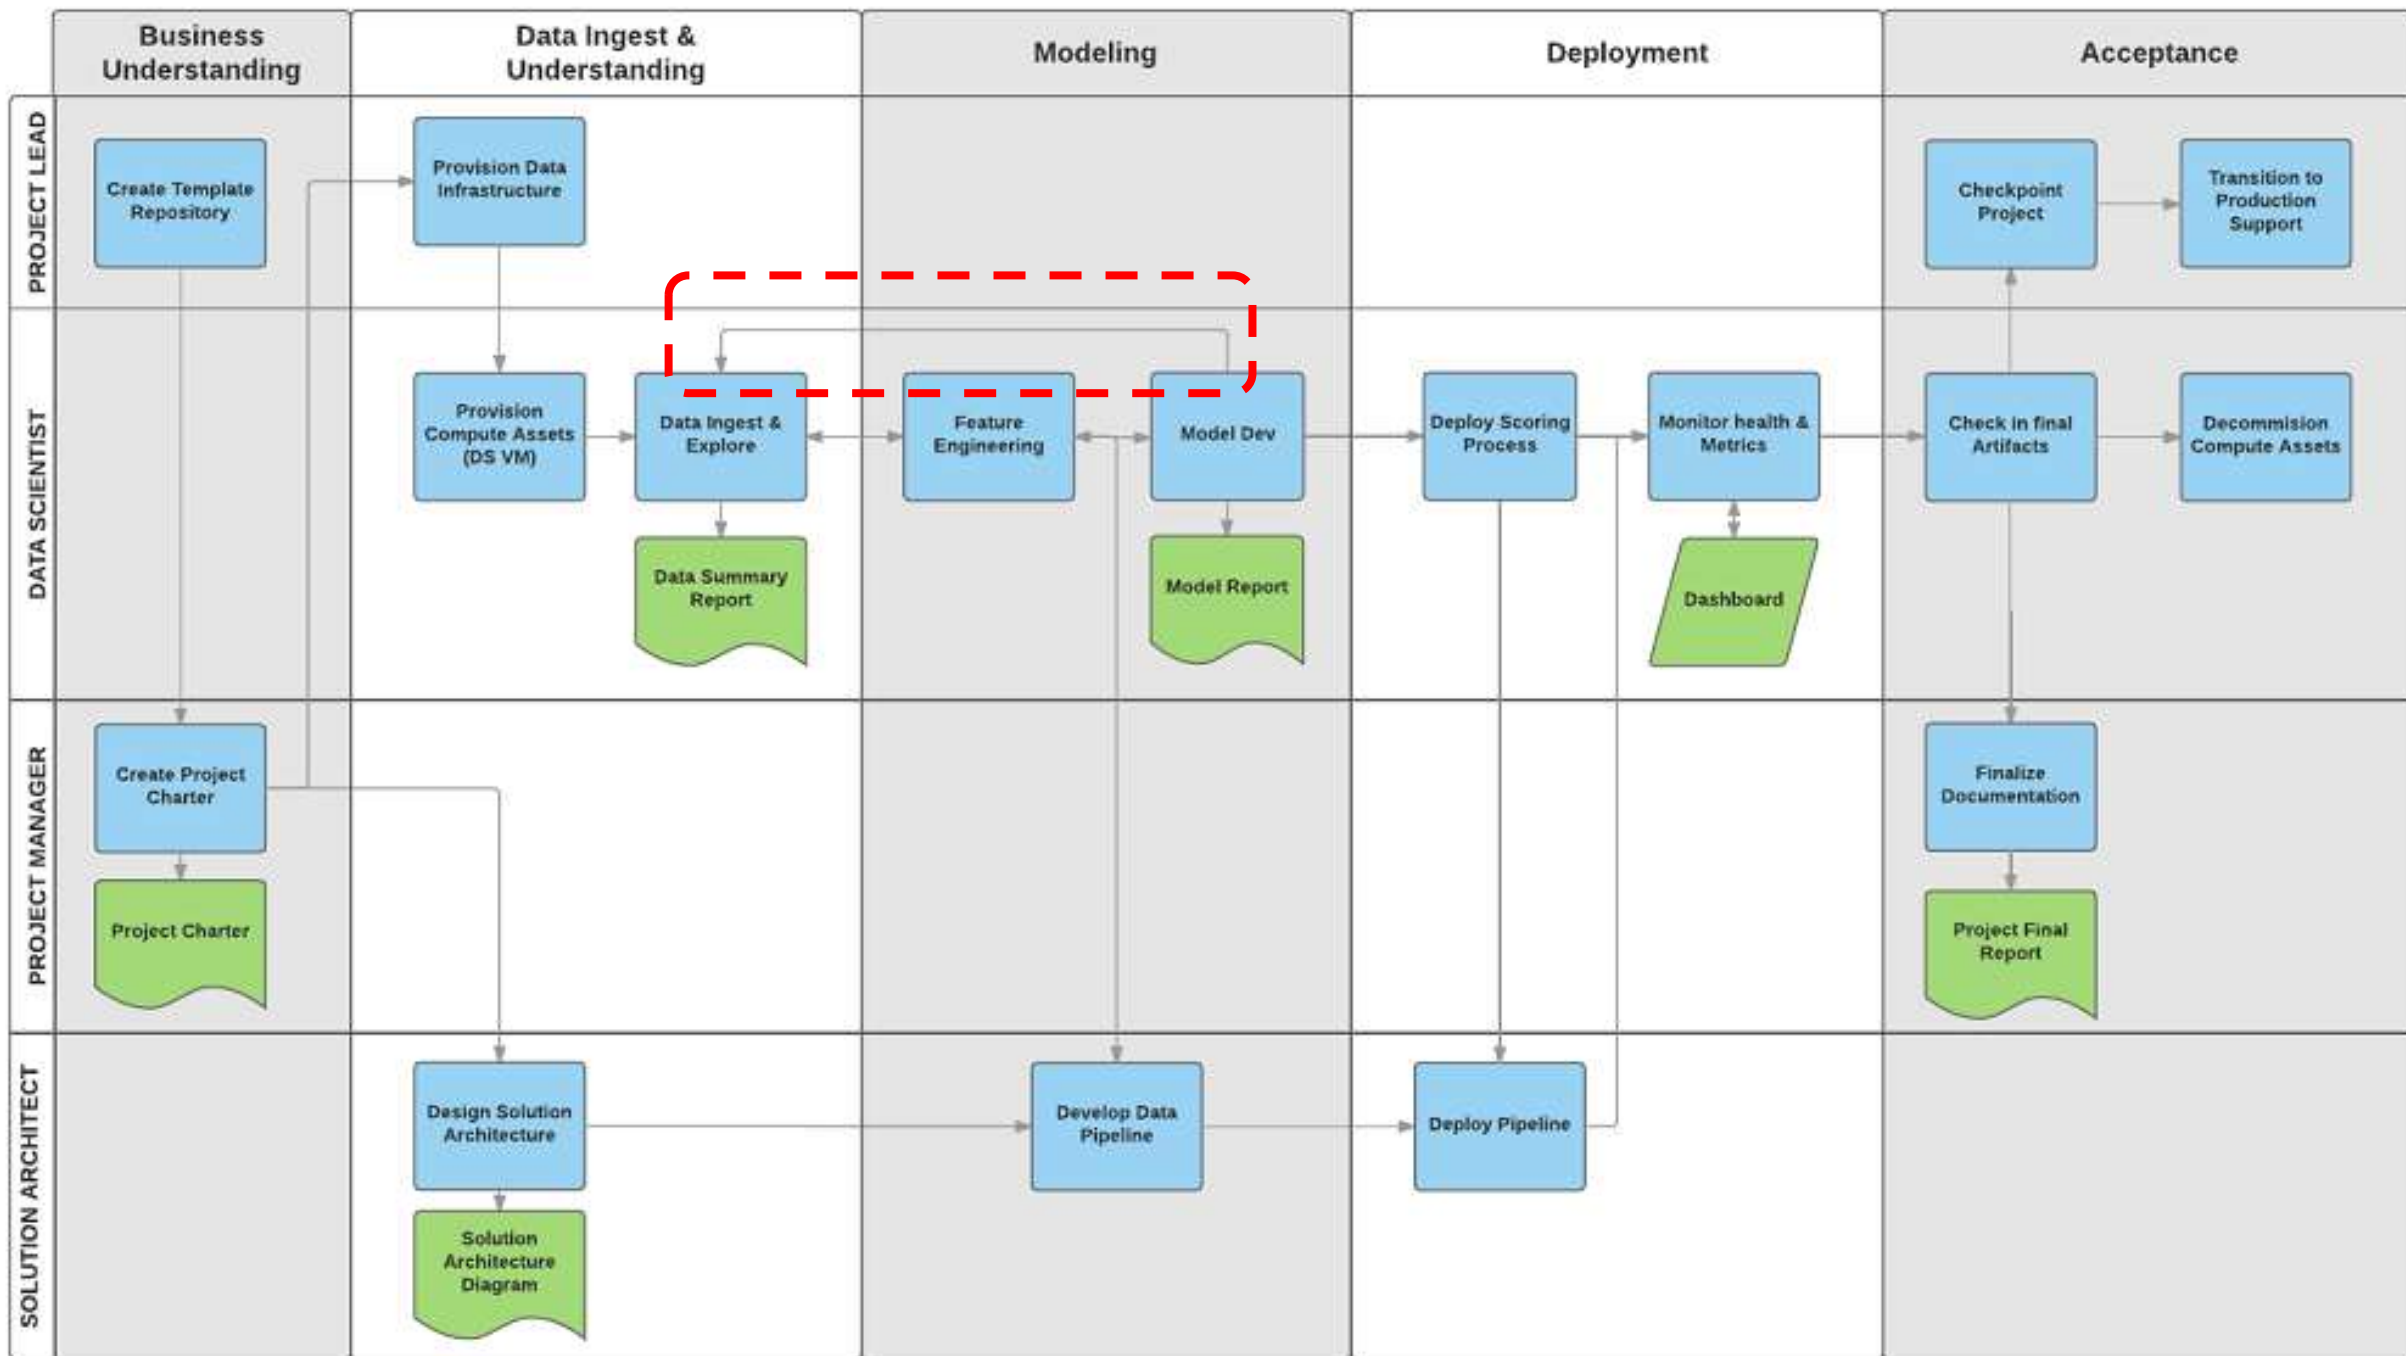 Business
Understanding
Data Ingest &
Understanding
Modeling
Deployment
Acceptance
PROJECT LEAD
Create Template
Repository
Provision Data
Infrastructure
Checkpoint
Project
Transition to
Production
Support
DATA SCIENTIST
Provision
Compute Assets
(DS VM)
Data Ingest &
Explore
Feature
Engineering
Model Dev
Deploy Scoring
Process
Monitor health &
Metrics
Check in final
Artifacts
Decommision
Compute Assets
Data Summary
Report
Model Report
Dashboard
PROJECT MANAGER
Create Project
Charter
Finalize
Documentation
Project Charter
Project Final
Report
SOLUTION ARCHITECT
Design Solution
Architecture
Develop Data
Pipeline
Deploy Pipeline
Solution
Architecture
Diagram